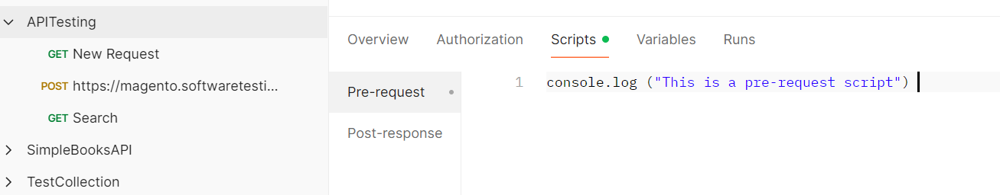 APITesting
GET New Request
POST https://magento.softwaretesti...
GET Search
SimpleBooksAPI
TestCollection
Overview Authorization Scripts Variables Runs
Pre-request
Post-response
1 console.log ("This is a pre-request script")